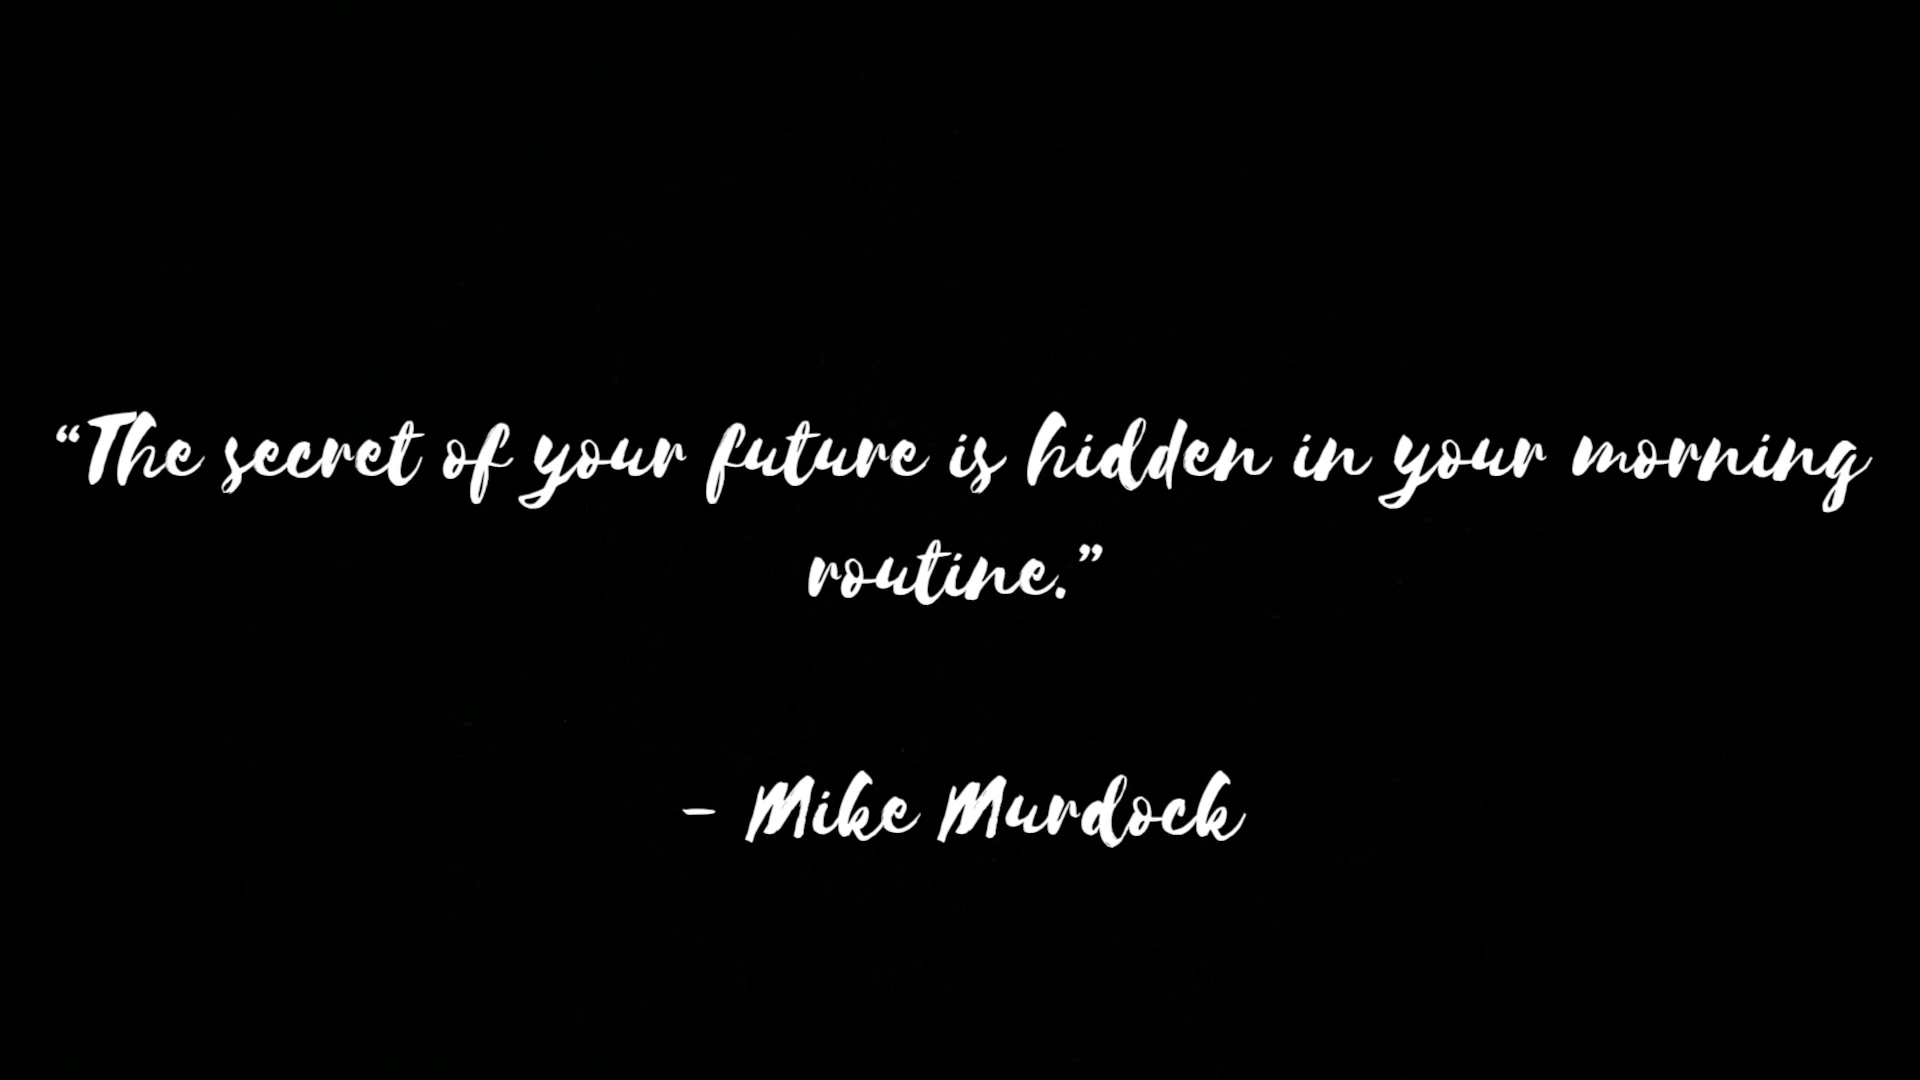 “The secret of your future is hidden in your morning
routine.”
- Mike Murdock